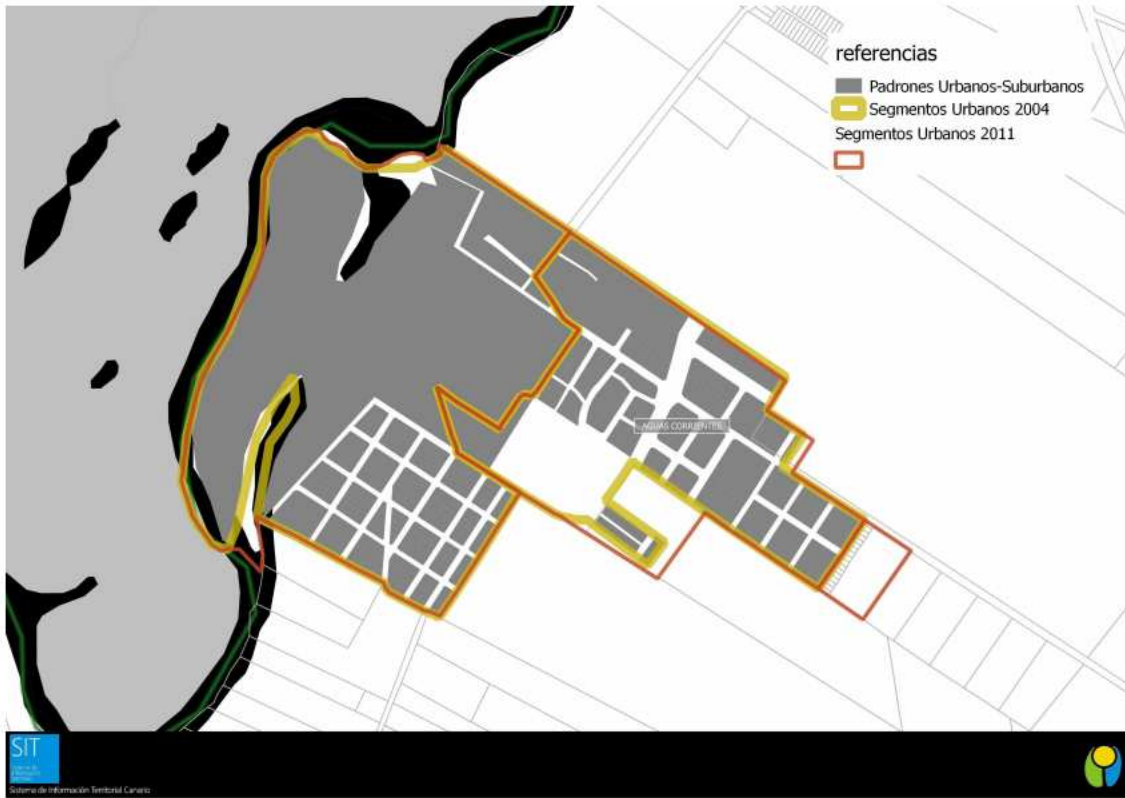 referencias
Padrones Urbanos-Suburbanos
Segmentos Urbanos 2004
Segmentos Urbanos 2011
AGUAS CORRIENTES
SIT
Sistema de Información Territorial Canario